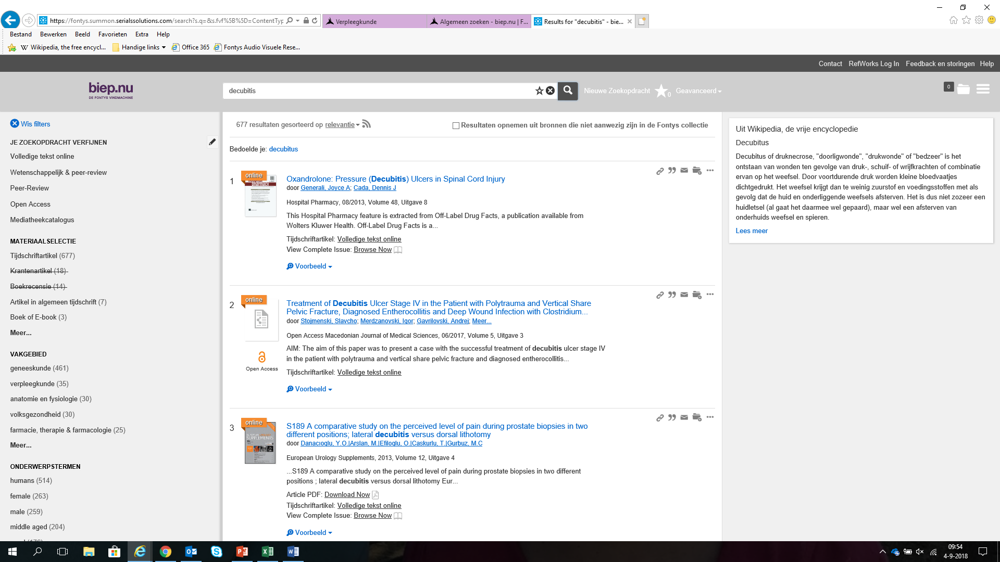 https://fontys.summon.serialssolutions.com/search?s.q=&s.fvf%5B%5D=ContentTyp
Verpleegkunde
Algemeen zoeken - biep.nu | F...
Results for "decubitis" - bie...
Bestand Bewerken Beeld Favorieten Extra Help
W Wikipedia, the free encycl... Handige links Office 365 Fontys Audio Visuele Rese...
Contact RefWorks Log In Feedback en storingen Help
biep.nu
DE FONTYS VINDMACHINE
decubitis
Nieuwe Zoekopdracht 0 Geavanceerd
0
Wis filters
JE ZOEKOPDRACHT VERFIJNEN
Volledige tekst online
Wetenschappelijk & peer-review
Peer-Review
Open Access
Mediatheekcatalogus
MATERIAALSELECTIE
Tijdschriftartikel (677)
Krantenartikel (18)
Boekrecensie (14)
Artikel in algemeen tijdschrift (7)
Boek of E-book (3)
Meer...
VAKGEBIED
geneeskunde (461)
verpleegkunde (35)
anatomie en fysiologie (30)
volksgezondheid (30)
farmacie, therapie & farmacologie (25)
Meer...
ONDERWERPSTERMEN
humans (514)
female (263)
male (259)
middle aged (204)
677 resultaten gesorteerd op relevantie
Resultaten opnemen uit bronnen die niet aanwezig zijn in de Fontys collectie
Bedoelde je: decubitus
1
online
pharmacy
Oxandrolone: Pressure (Decubitis) Ulcers in Spinal Cord Injury
door Generali, Joyce A; Cada, Dennis J
Hospital Pharmacy, 08/2013, Volume 48, Uitgave 8
This Hospital Pharmacy feature is extracted from Off-Label Drug Facts, a publication available from
Wolters Kluwer Health. Off-Label Drug Facts is a...
Tijdschriftartikel: Volledige tekst online
View Complete Issue: Browse Now
Voorbeeld
2
online
Open Access
Treatment of Decubitis Ulcer Stage IV in the Patient with Polytrauma and Vertical Share
Pelvic Fracture, Diagnosed Entherocollitis and Deep Wound Infection with Clostridium...
door Stojmenski, Slavcho; Merdzanovski, Igor; Gavrilovski, Andrej; Meer...
Open Access Macedonian Journal of Medical Sciences, 06/2017, Volume 5, Uitgave 3
AIM: The aim of this paper was to present a case with the successful treatment of decubitis ulcer stage IV
in the patient with polytrauma and vertical share pelvic fracture and diagnosed entherocollitis...
Tijdschriftartikel: Volledige tekst online
Voorbeeld
3
online
SUPPLEMENTS
S189 A comparative study on the perceived level of pain during prostate biopsies in two
different positions; lateral decubitis versus dorsal lithotomy
door Danacıoglu, Y.O.|Arslan, M.|Efiloglu, O.|Caskurlu, T.|Gurbuz, M.C
European Urology Supplements, 2013, Volume 12, Uitgave 4
...S189 A comparative study on the perceived level of pain during prostate biopsies in two different
positions ; lateral decubitis versus dorsal lithotomy Eur...
Article PDF: Download Now
Tijdschriftartikel: Volledige tekst online
View Complete Issue: Browse Now
Voorbeeld
Uit Wikipedia, de vrije encyclopedie
Decubitus
Decubitus of druknecrose, "doorligwonde", "drukwonde" of "bedzeer" is het
ontstaan van wonden ten gevolge van druk-, schuif- of wrijfkrachten of combinatie
ervan op het weefsel. Door voortdurende druk worden kleine bloedvaatjes
dichtgedrukt. Het weefsel krijgt dan te weinig zuurstof en voedingsstoffen met als
gevolg dat de huid en onderliggende weefsels afsterven. Het is dus niet zozeer een
huidletsel (al gaat het daarmee wel gepaard), maar wel een afsterven van
onderhuids weefsel en spieren.
Lees meer
09:54
4-9-2018